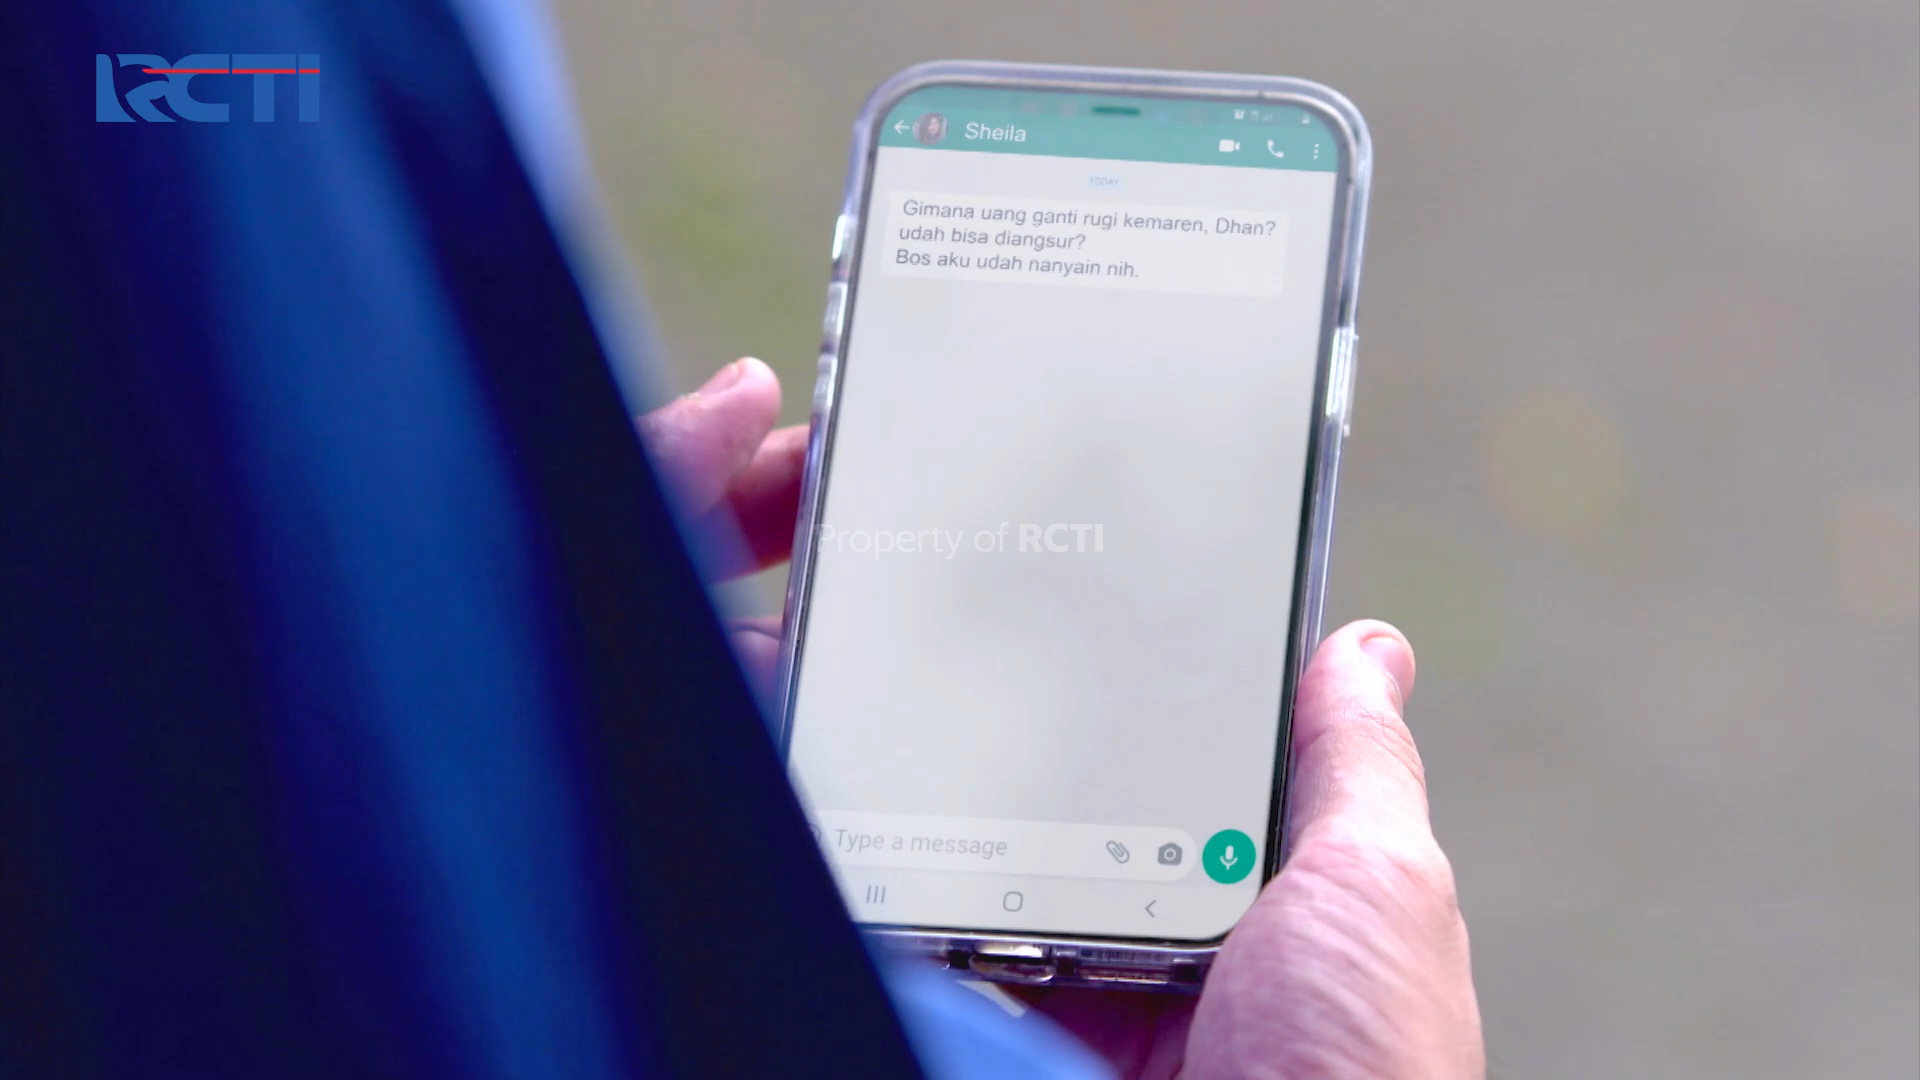 RCTI
Sheila
TODAY
Gimana uang ganti rugi kemaren, Dhan?
udah bisa diangsur?
Bos aku udah nanyain nih.
Property of RCTI
Type a message